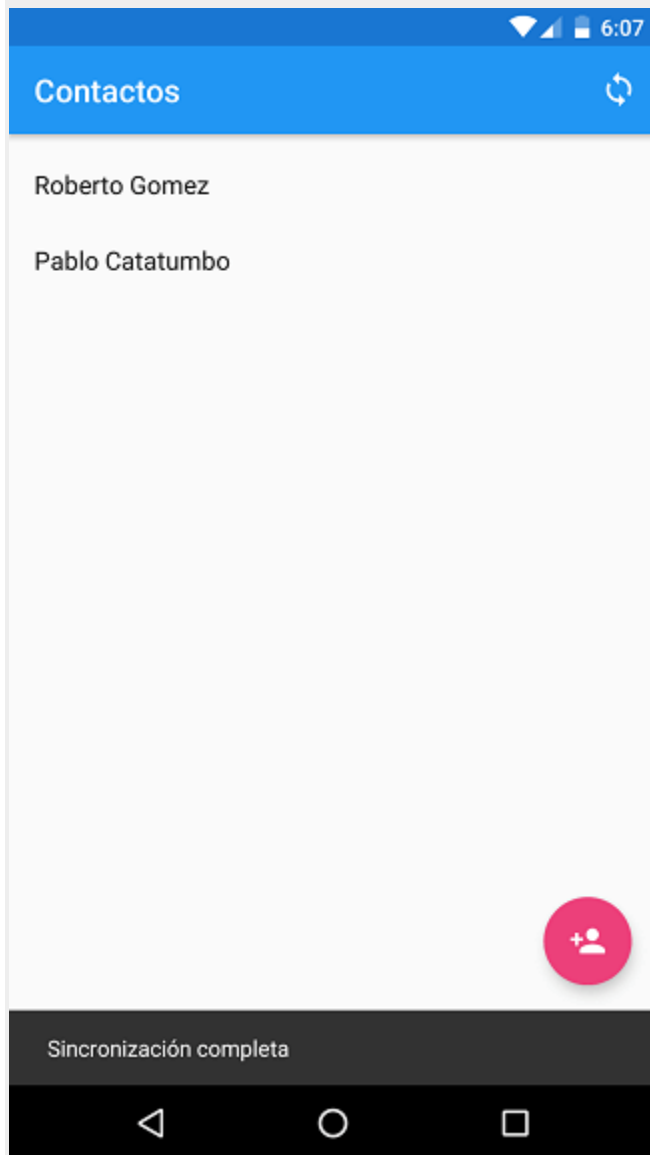 6:07
Contactos
Roberto Gomez
Pablo Catatumbo
Sincronización completa